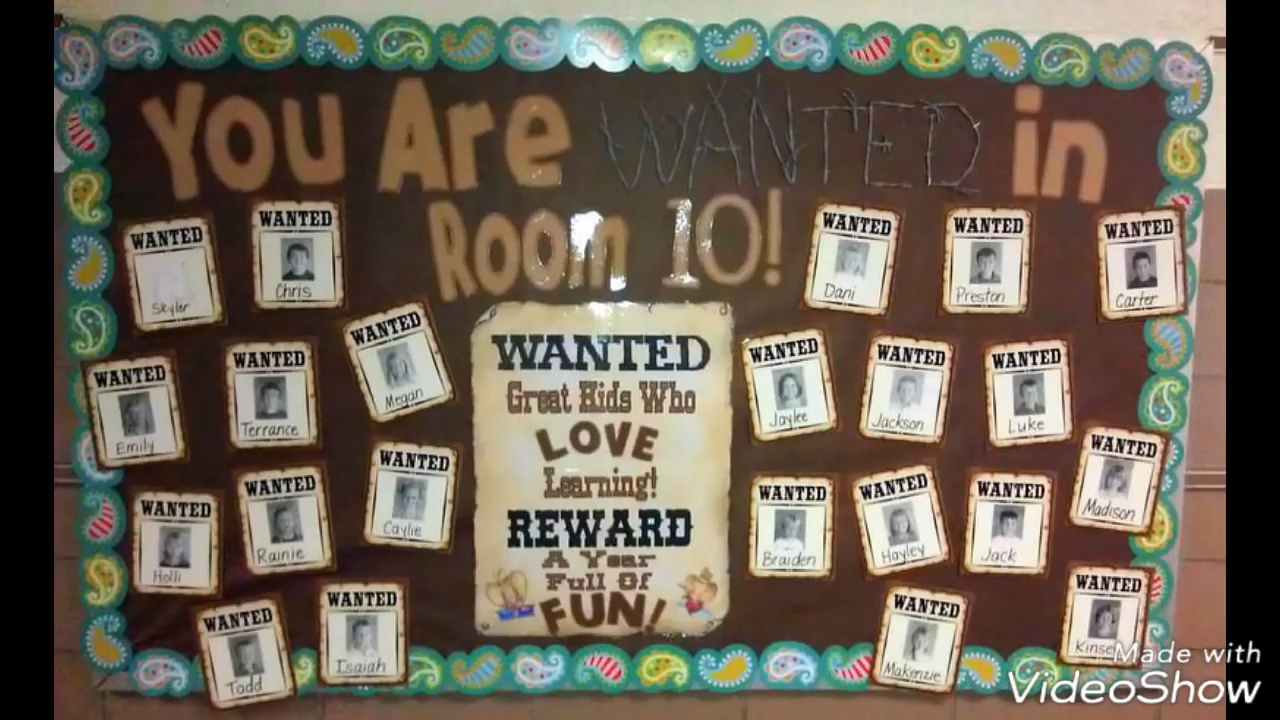 You Are WANTED in
Room 10!
WANTED
Skyler
WANTED
Chris
WANTED
Dani
WANTED
Preston
WANTED
Carter
WANTED
Emily
WANTED
Terrance
WANTED
Megan
WANTED
Great Kids Who
LOVE
Learning!
REWARD
A Year
Full Of
FUN!
WANTED
Jaylee
WANTED
Jackson
WANTED
Luke
WANTED
Madison
WANTED
Holli
WANTED
Rainie
WANTED
Caylie
WANTED
Braiden
WANTED
Hayley
WANTED
Jack
WANTED
Todd
WANTED
Isaiah
WANTED
Makenzie
WANTED
Made with
VideoShow